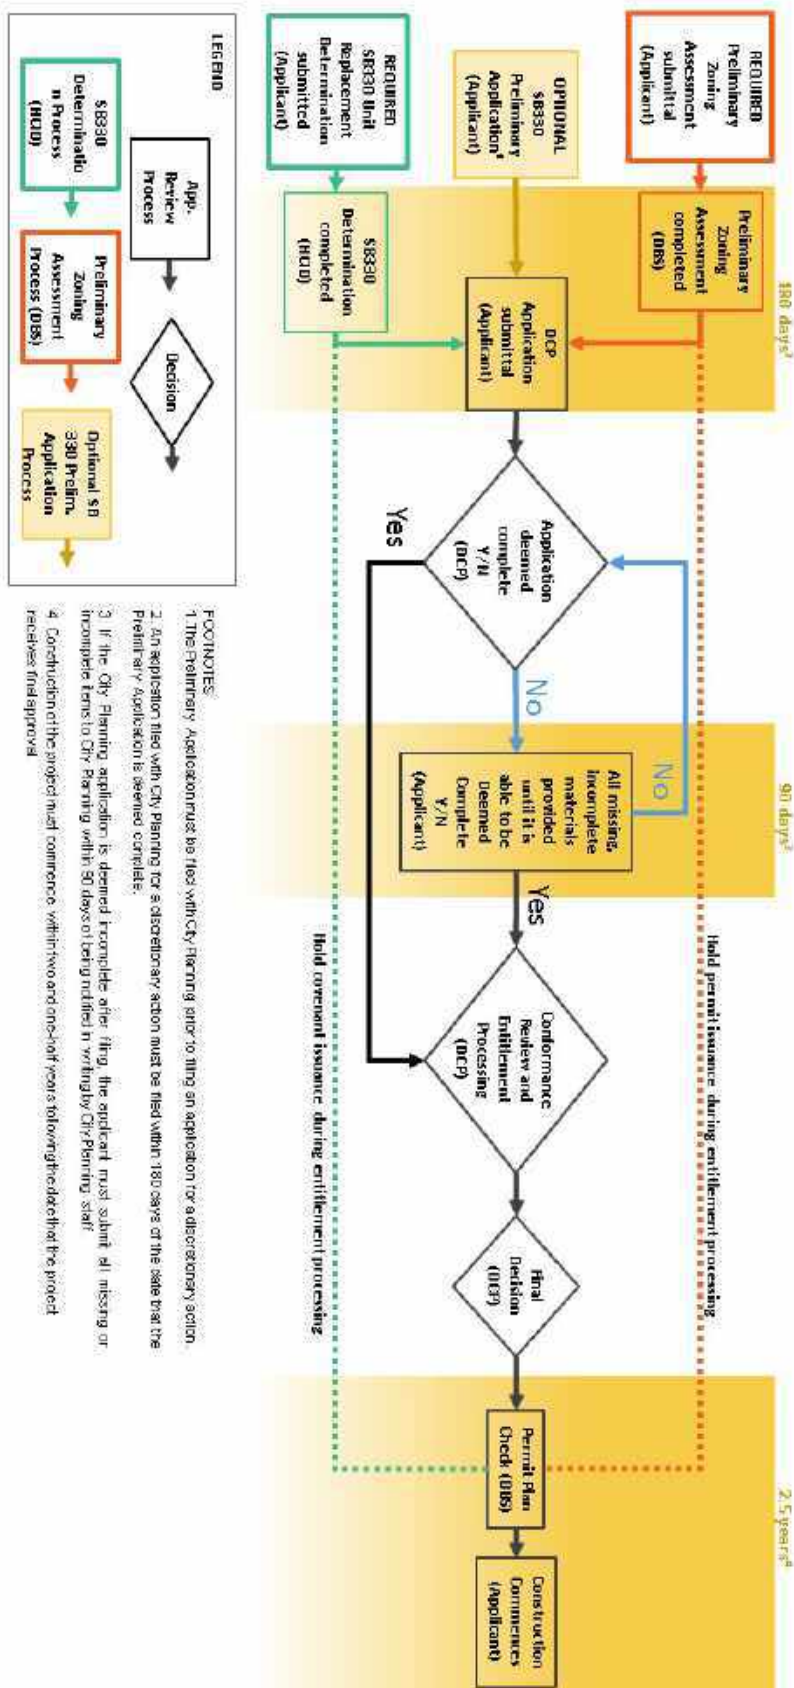 180 days²
90 days³
2.5 years⁴
REQUIRED
Preliminary
Zoning
Assessment
submittal
(Applicant)
Preliminary
Zoning
Assessment
completed
(DBS)
Hold permit issuance during entitlement processing
OPTIONAL
SB330
Preliminary
Application¹
(Applicant)
DCP
Application
submittal
(Applicant)
Application
deemed
complete
Y/N
(DCP)
No
No
Yes
All missing,
incomplete
materials
provided
until it is
able to be
Deemed
Complete
Y/N
(Applicant)
Yes
Conformance
Review and
Entitlement
Processing
(DCP)
Final
Decision
(DCP)
Permit Plan
Check (DBS)
Construction
Commences
(Applicant)
REQUIRED
SB330 Unit
Replacement
Determination
submitted
(Applicant)
SB330
Determination
completed
(HCID)
Hold covenant issuance during entitlement processing
LEGEND
App.
Review
Process
Decision
SB330
Determinatio
n Process
(HCID)
Preliminary
Zoning
Assessment
Process (DBS)
Optional SB
330 Prelim.
Application
Process
FOOTNOTES:
1. The Preliminary Application must be filed with City Planning prior to filing an application for a discretionary action.
2. An application filed with City Planning for a discretionary action must be filed within 180 days of the date that the
Preliminary Application is deemed complete.
3. If the City Planning application is deemed incomplete after filing, the applicant must submit all missing or
incomplete items to City Planning within 90 days of being notified in writing by City Planning staff
4. Construction of the project must commence within two and one-half years following the date that the project
receives final approval